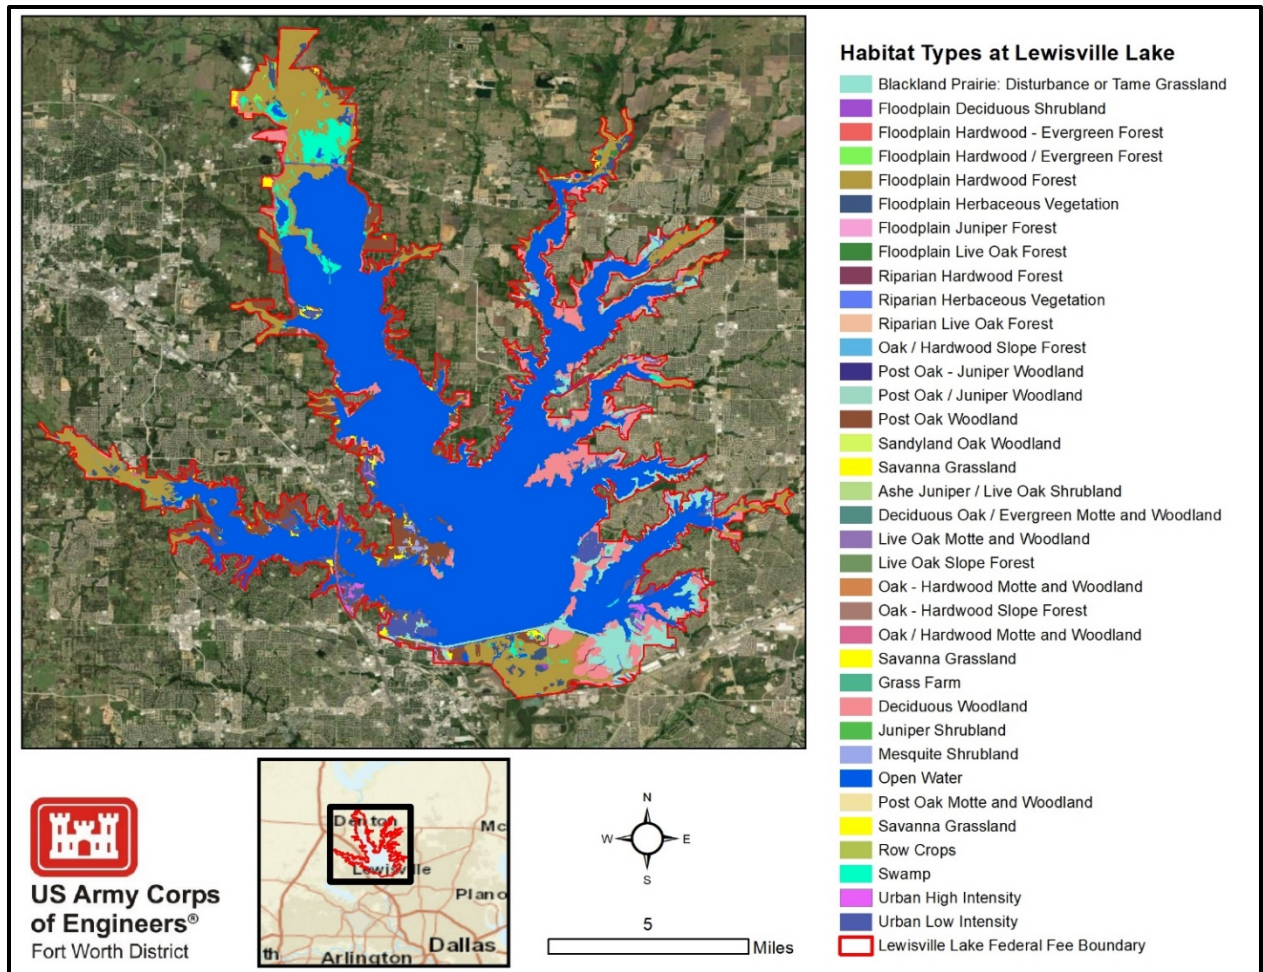 Habitat Types at Lewisville Lake
Blackland Prairie: Disturbance or Tame Grassland
Floodplain Deciduous Shrubland
Floodplain Hardwood - Evergreen Forest
Floodplain Hardwood / Evergreen Forest
Floodplain Hardwood Forest
Floodplain Herbaceous Vegetation
Floodplain Juniper Forest
Floodplain Live Oak Forest
Riparian Hardwood Forest
Riparian Herbaceous Vegetation
Riparian Live Oak Forest
Oak / Hardwood Slope Forest
Post Oak - Juniper Woodland
Post Oak / Juniper Woodland
Post Oak Woodland
Sandyland Oak Woodland
Savanna Grassland
Ashe Juniper / Live Oak Shrubland
Deciduous Oak / Evergreen Motte and Woodland
Live Oak Motte and Woodland
Live Oak Slope Forest
Oak - Hardwood Motte and Woodland
Oak - Hardwood Slope Forest
Oak / Hardwood Motte and Woodland
Savanna Grassland
Grass Farm
Deciduous Woodland
Juniper Shrubland
Mesquite Shrubland
Open Water
Post Oak Motte and Woodland
Savanna Grassland
Row Crops
Swamp
Urban High Intensity
Urban Low Intensity
Lewisville Lake Federal Fee Boundary
US Army Corps
of Engineers®
Fort Worth District
Denton
Mc
Lewisville
Plano
Dallas
th
Arlington
N
W
E
S
5
Miles